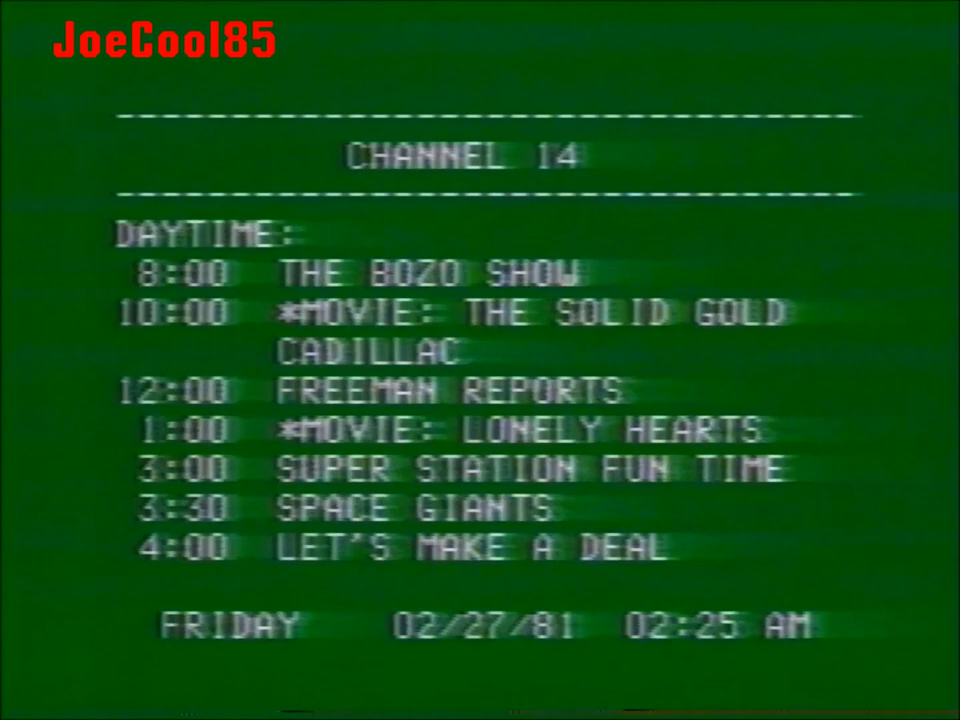 JoeCool85
--------------------------------
CHANNEL 14
--------------------------------
DAYTIME:
8:00 THE BOZO SHOW
10:00 *MOVIE: THE SOLID GOLD
CADILLAC
12:00 FREEMAN REPORTS
1:00 *MOVIE: LONELY HEARTS
3:00 SUPER STATION FUN TIME
3:30 SPACE GIANTS
4:00 LET'S MAKE A DEAL
FRIDAY 02/27/81 02:25 AM